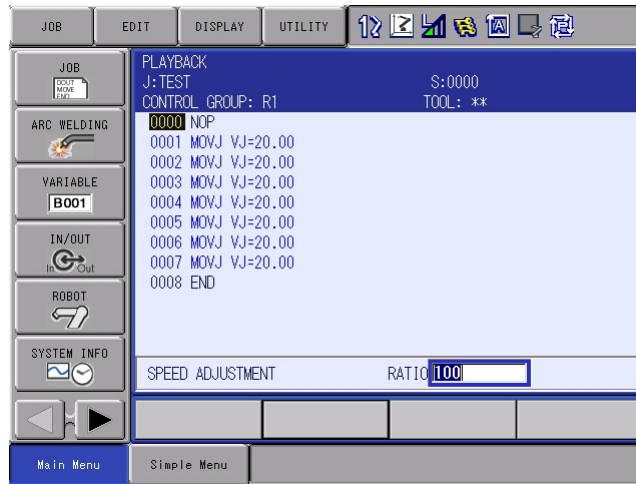 JOB EDIT DISPLAY UTILITY
JOB
DOUT
MOVE
END
ARC WELDING
VARIABLE
B001
IN/OUT
In Out
ROBOT
SYSTEM INFO
PLAYBACK
J:TEST S:0000
CONTROL GROUP: R1 TOOL: **
0000 NOP
0001 MOVJ VJ=20.00
0002 MOVJ VJ=20.00
0003 MOVJ VJ=20.00
0004 MOVJ VJ=20.00
0005 MOVJ VJ=20.00
0006 MOVJ VJ=20.00
0007 MOVJ VJ=20.00
0008 END
SPEED ADJUSTMENT RATIO 100
Main Menu Simple Menu